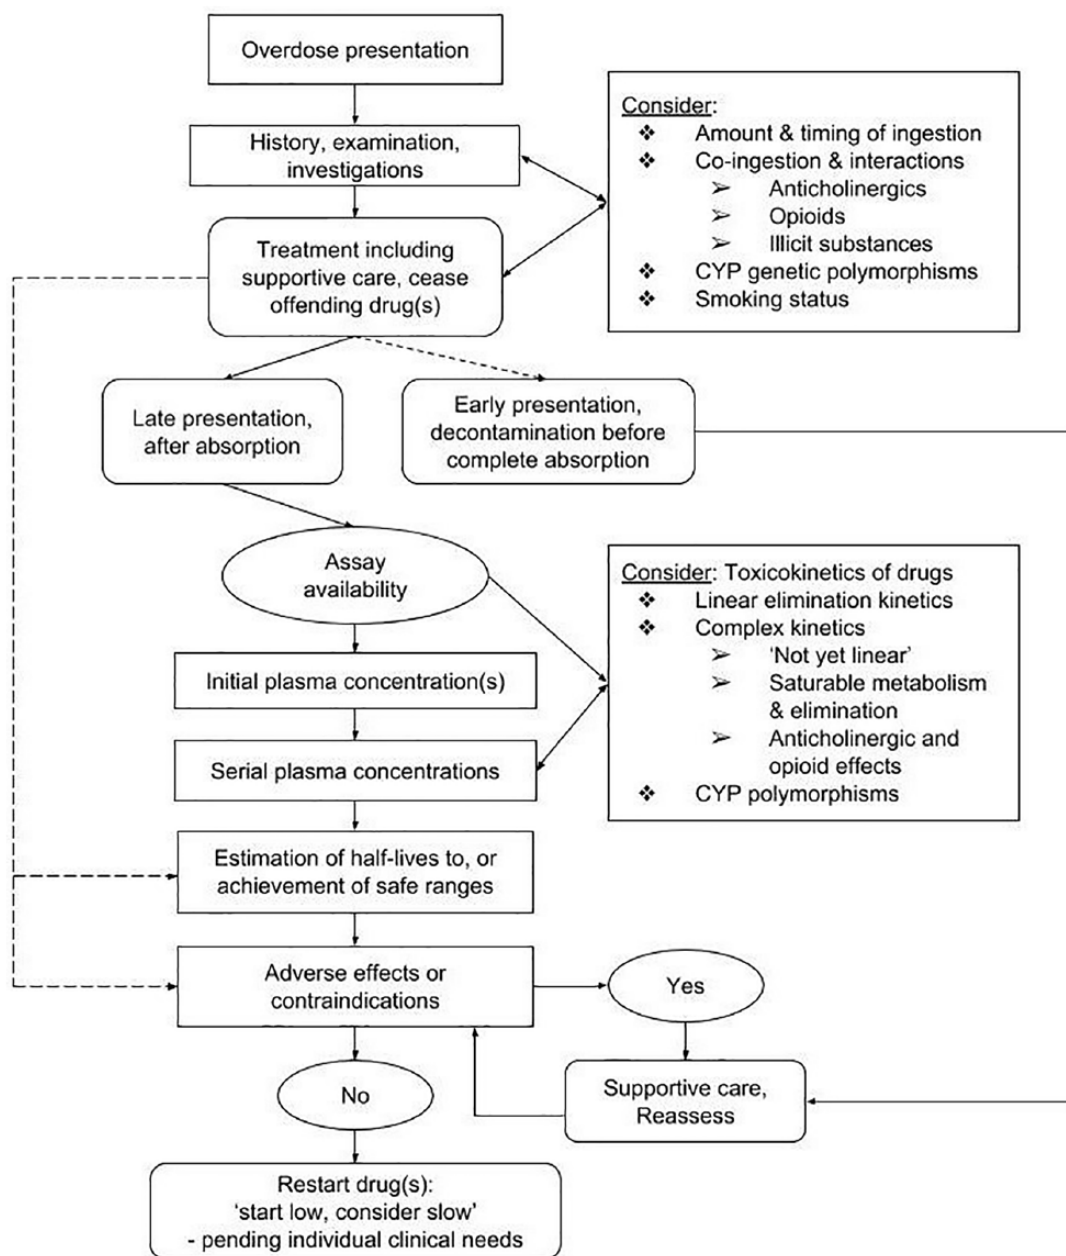 Overdose presentation
History, examination,
investigations
Consider:
❖ Amount & timing of ingestion
❖ Co-ingestion & interactions
➢ Anticholinergics
➢ Opioids
➢ Illicit substances
❖ CYP genetic polymorphisms
❖ Smoking status
Treatment including
supportive care, cease
offending drug(s)
Late presentation,
after absorption
Early presentation,
decontamination before
complete absorption
Assay
availability
Consider: Toxicokinetics of drugs
❖ Linear elimination kinetics
❖ Complex kinetics
➢ ‘Not yet linear’
➢ Saturable metabolism
& elimination
➢ Anticholinergic and
opioid effects
❖ CYP polymorphisms
Initial plasma concentration(s)
Serial plasma concentrations
Estimation of half-lives to, or
achievement of safe ranges
Adverse effects or
contraindications
Yes
No
Supportive care,
Reassess
Restart drug(s):
‘start low, consider slow’
- pending individual clinical needs